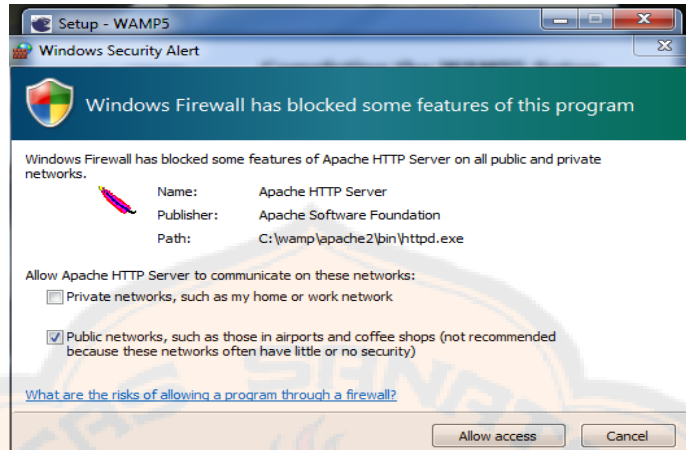 Setup - WAMP5
Windows Security Alert
Windows Firewall has blocked some features of this program
Windows Firewall has blocked some features of Apache HTTP Server on all public and private
networks.
Name: Apache HTTP Server
Publisher: Apache Software Foundation
Path: C:\wamp\apache2\bin\httpd.exe
Allow Apache HTTP Server to communicate on these networks:
Private networks, such as my home or work network
Public networks, such as those in airports and coffee shops (not recommended
because these networks often have little or no security)
What are the risks of allowing a program through a firewall?
Allow access Cancel